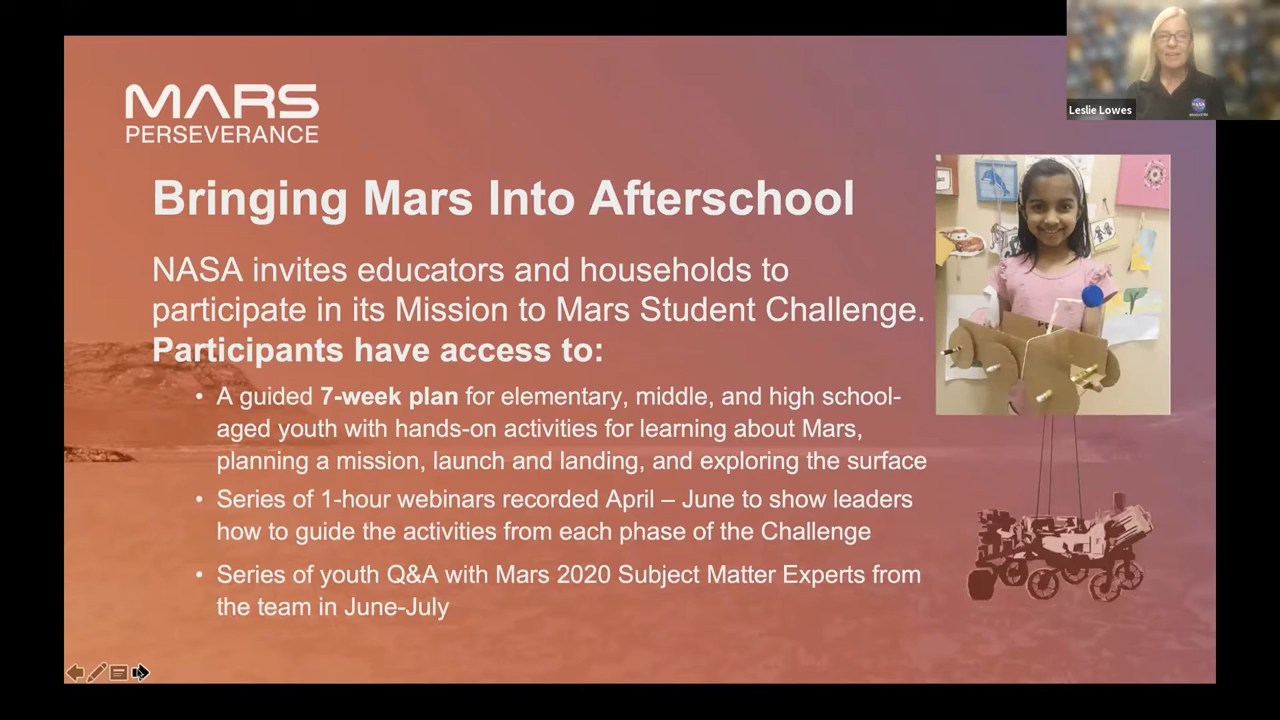 Leslie Lowes
NASA
MARS
PERSEVERANCE
Bringing Mars Into Afterschool
NASA invites educators and households to
participate in its Mission to Mars Student Challenge.
Participants have access to:
• A guided 7-week plan for elementary, middle, and high school-
aged youth with hands-on activities for learning about Mars,
planning a mission, launch and landing, and exploring the surface
• Series of 1-hour webinars recorded April – June to show leaders
how to guide the activities from each phase of the Challenge
• Series of youth Q&A with Mars 2020 Subject Matter Experts from
the team in June-July